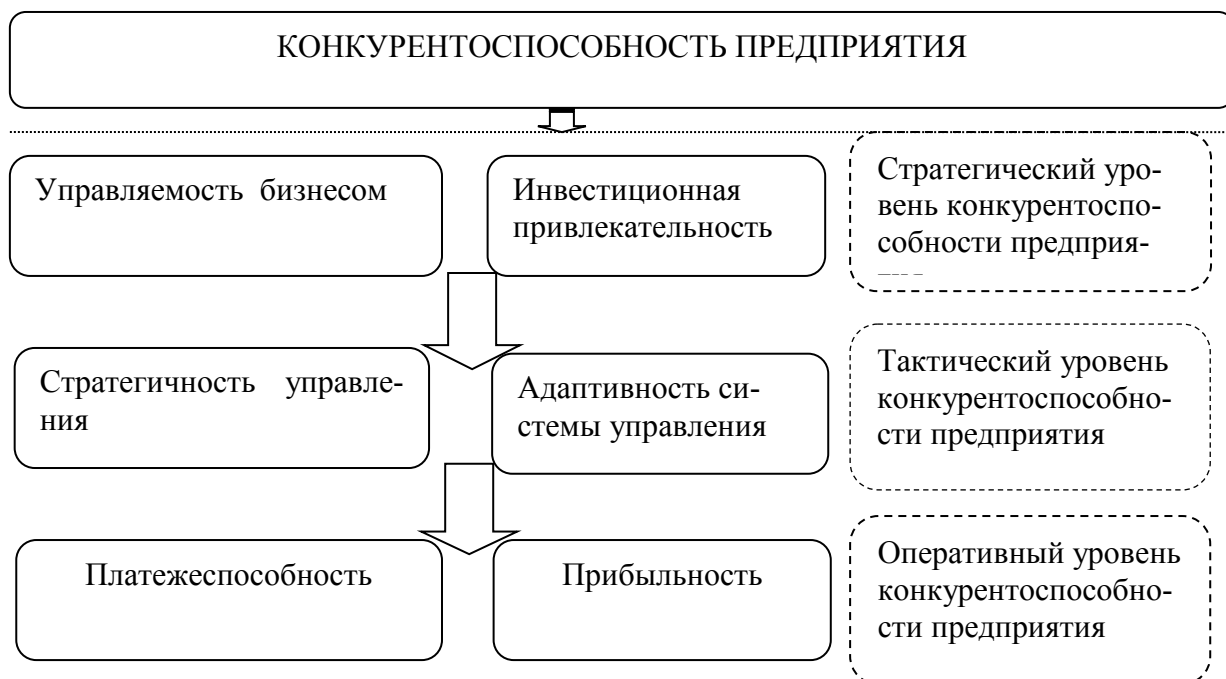 КОНКУРЕНТОСПОСОБНОСТЬ ПРЕДПРИЯТИЯ
Управляемость бизнесом
Инвестиционная
привлекательность
Стратегический уро-
вень конкурентоспо-
собности предприя-
Стратегичность управле-
ния
Адаптивность си-
стемы управления
Тактический уровень
конкурентоспособно-
сти предприятия
Платежеспособность
Прибыльность
Оперативный уровень
конкурентоспособно-
сти предприятия